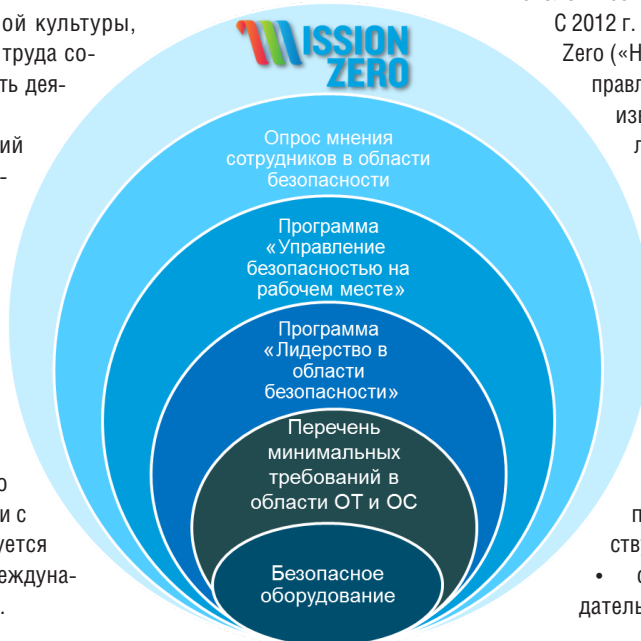 ной культуры,
труда со-
ть дея-
ий
-
о
и с
уется
еждуна-
.
MISSION
ZERO
Опрос мнения
сотрудников в области
безопасности
Программа
«Управление
безопасностью на
рабочем месте»
Программа
«Лидерство в
области
безопасности»
Перечень
минимальных
требований в
области ОТ и ОС
Безопасное
оборудование
С 2012 г.
Zero («Н
правл
изв
л
п
ств
• с
датель